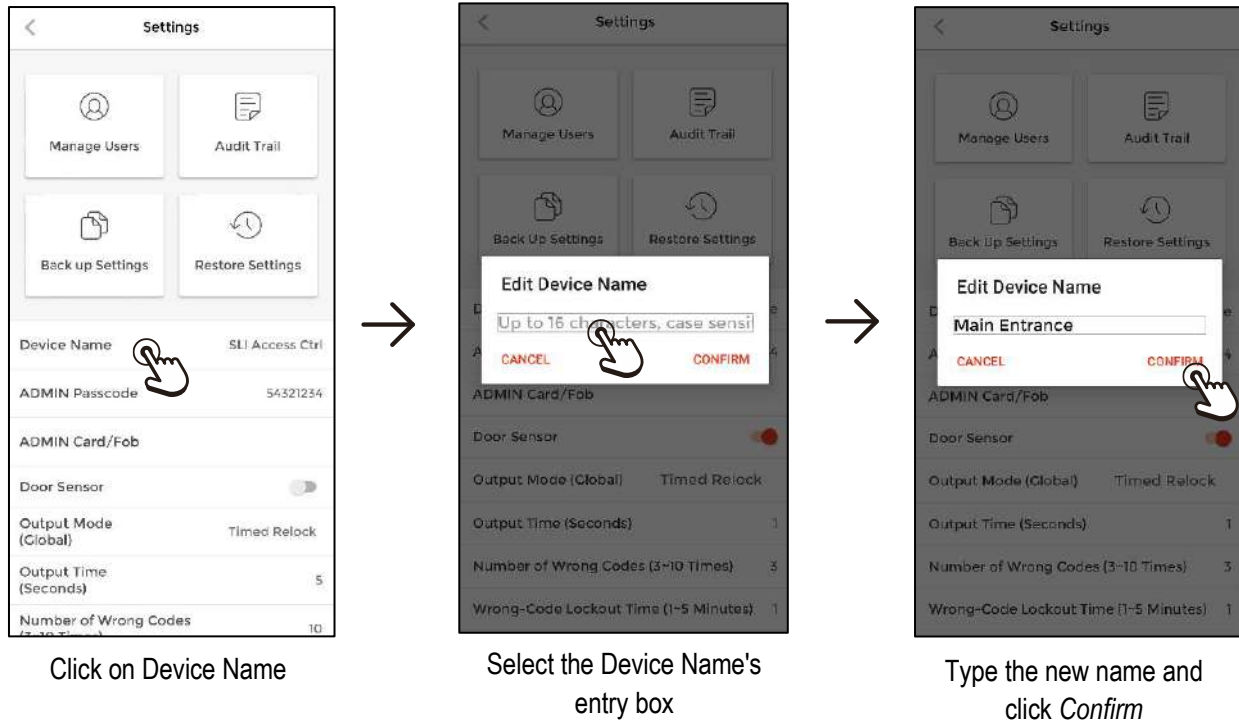 Settings
Manage Users
Audit Trail
Back up Settings
Restore Settings
Device Name
SLI Access Ctrl
ADMIN Passcode
54321234
ADMIN Card/Fob
Door Sensor
Output Mode
(Global)
Timed Relock
Output Time
(Seconds)
5
Number of Wrong Codes
(3~10 Times)
10
Click on Device Name
Settings
Manage Users
Audit Trail
Back Up Settings
Restore Settings
Edit Device Name
Up to 16 characters, case sensi
CANCEL
CONFIRM
ADMIN Card/Fob
Door Sensor
Output Mode (Global)
Timed Relock
Output Time (Seconds)
1
Number of Wrong Codes (3~10 Times)
3
Wrong-Code Lockout Time (1~5 Minutes)
1
Select the Device Name's
entry box
Settings
Manage Users
Audit Trail
Back Up Settings
Restore Settings
Edit Device Name
Main Entrance
CANCEL
CONFIRM
ADMIN Card/Fob
Door Sensor
Output Mode (Global)
Timed Relock
Output Time (Seconds)
1
Number of Wrong Codes (3~10 Times)
3
Wrong-Code Lockout Time (1~5 Minutes)
1
Type the new name and
click Confirm